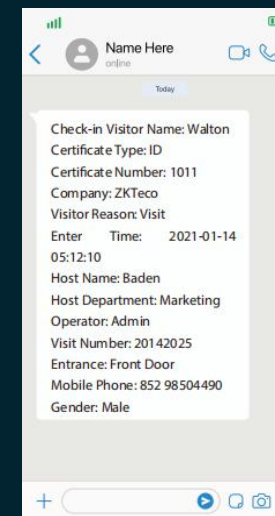 Name Here
online
Today
Check-in Visitor Name: Walton
Certificate Type: ID
Certificate Number: 1011
Company: ZKTeco
Visitor Reason: Visit
Enter Time: 2021-01-14
05:12:10
Host Name: Baden
Host Department: Marketing
Operator: Admin
Visit Number: 20142025
Entrance: Front Door
Mobile Phone: 852 98504490
Gender: Male